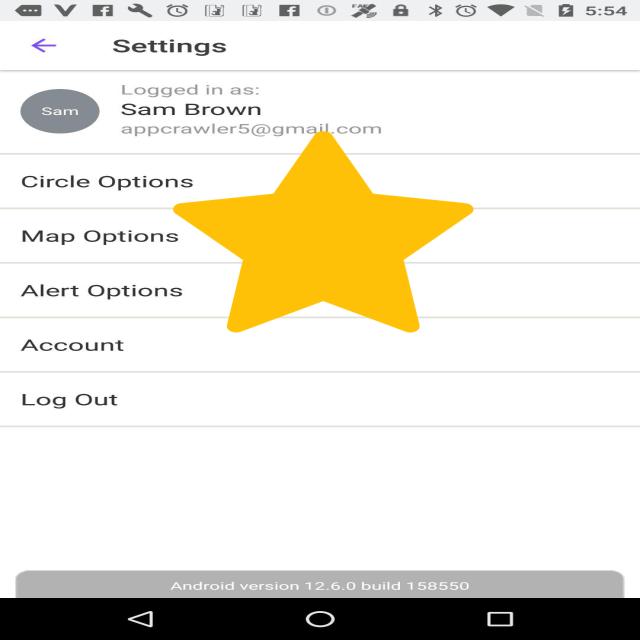 5:54
Settings
Logged in as:
Sam
Sam Brown
appcrawler5@gmail.com
Circle Options
Map Options
Alert Options
Account
Log Out
Android version 12.6.0 build 158550